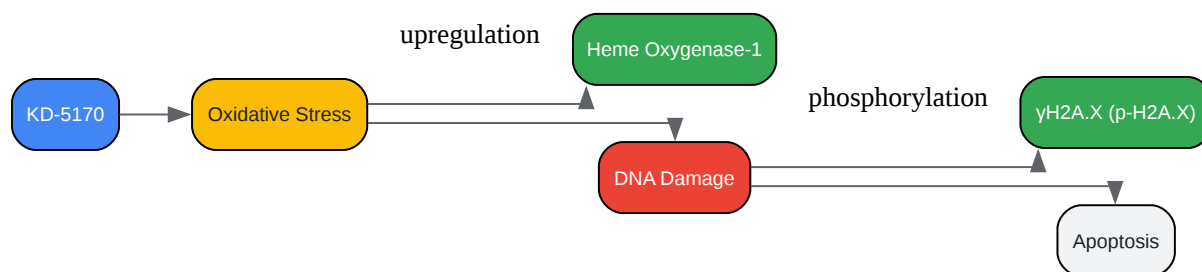 upregulation
Heme Oxygenase-1
KD-5170
Oxidative Stress
phosphorylation
γH2A.X (p-H2A.X)
DNA Damage
Apoptosis